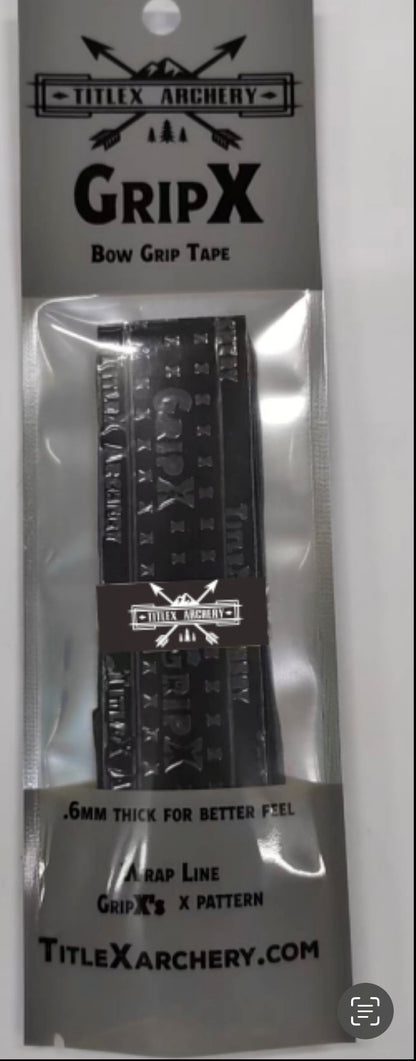 TITLEX ARCHERY
GRIPX
BOW GRIP TAPE
GRIPX
TITLEX ARCHERY
GRIPX
.6MM THICK FOR BETTER FEEL
WRAP LINE
GRIPX's X PATTERN
TITLEXARCHERY.COM